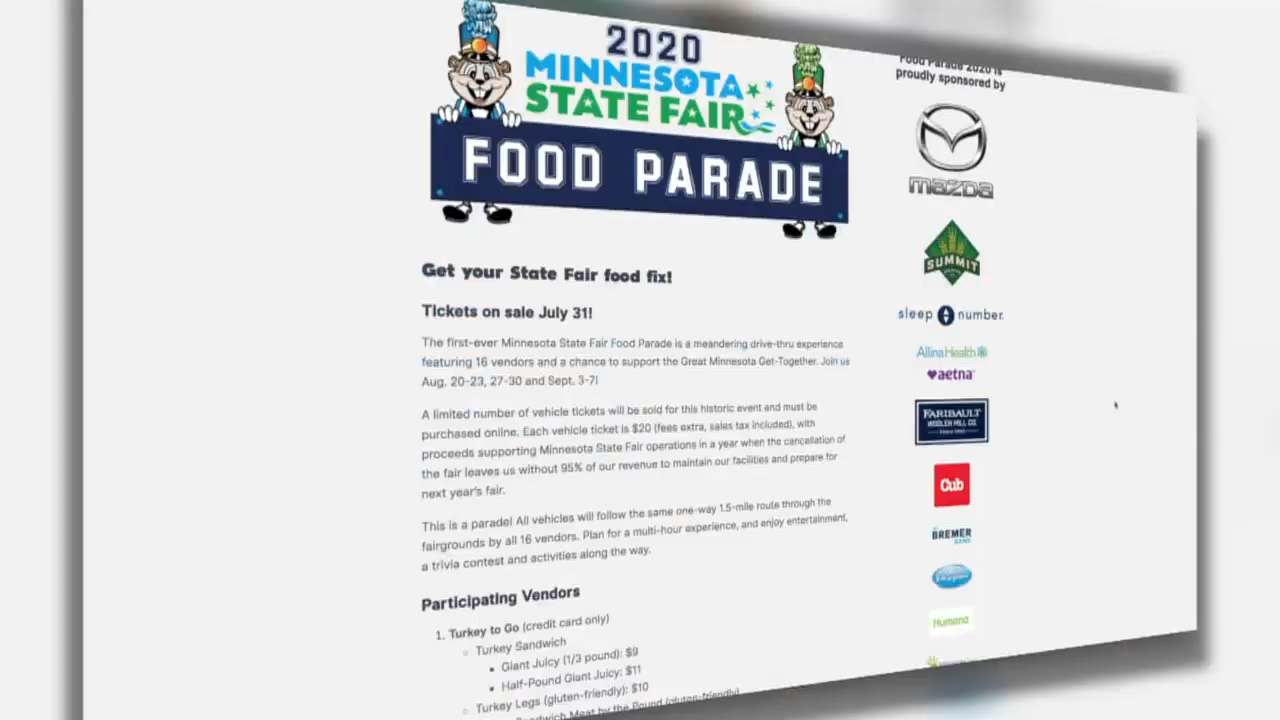 2020
MINNESOTA
STATE FAIR
FOOD PARADE
Get your State Fair food fix!
Tickets on sale July 31!
The first-ever Minnesota State Fair Food Parade is a meandering drive-thru experience
featuring 16 vendors and a chance to support the Great Minnesota Get-Together. Join us
Aug. 20-23, 27-30 and Sept. 3-7!
A limited number of vehicle tickets will be sold for this historic event and must be
purchased online. Each vehicle ticket is $20 (fees extra, sales tax included), with
proceeds supporting Minnesota State Fair operations in a year when the cancellation of
the fair leaves us without 95% of our revenue to maintain our facilities and prepare for
next year's fair.
This is a parade! All vehicles will follow the same one-way 1.5-mile route through the
fairgrounds by all 16 vendors. Plan for a multi-hour experience, and enjoy entertainment,
a trivia contest and activities along the way.
Participating Vendors
1. Turkey to Go (credit card only)
Turkey Sandwich
Giant Juicy (1/3 pound): $9
Half-Pound Giant Juicy: $11
Turkey Legs (gluten-friendly): $10
Sandwich Meat by the Pound (gluten-friendly)
Food Parade 2020 is
proudly sponsored by
mazda
SUMMIT
sleep number.
Allina Health
aetna
FARIBAULT
WOOLEN MILL CO.
Cub
BREMER
BANK
Humana